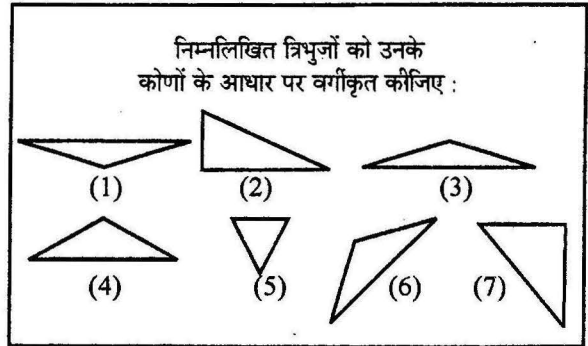 निम्नलिखित त्रिभुजों को उनके
कोणों के आधार पर वर्गीकृत कीजिए :
(1) (2) (3)
(4) (5) (6) (7)